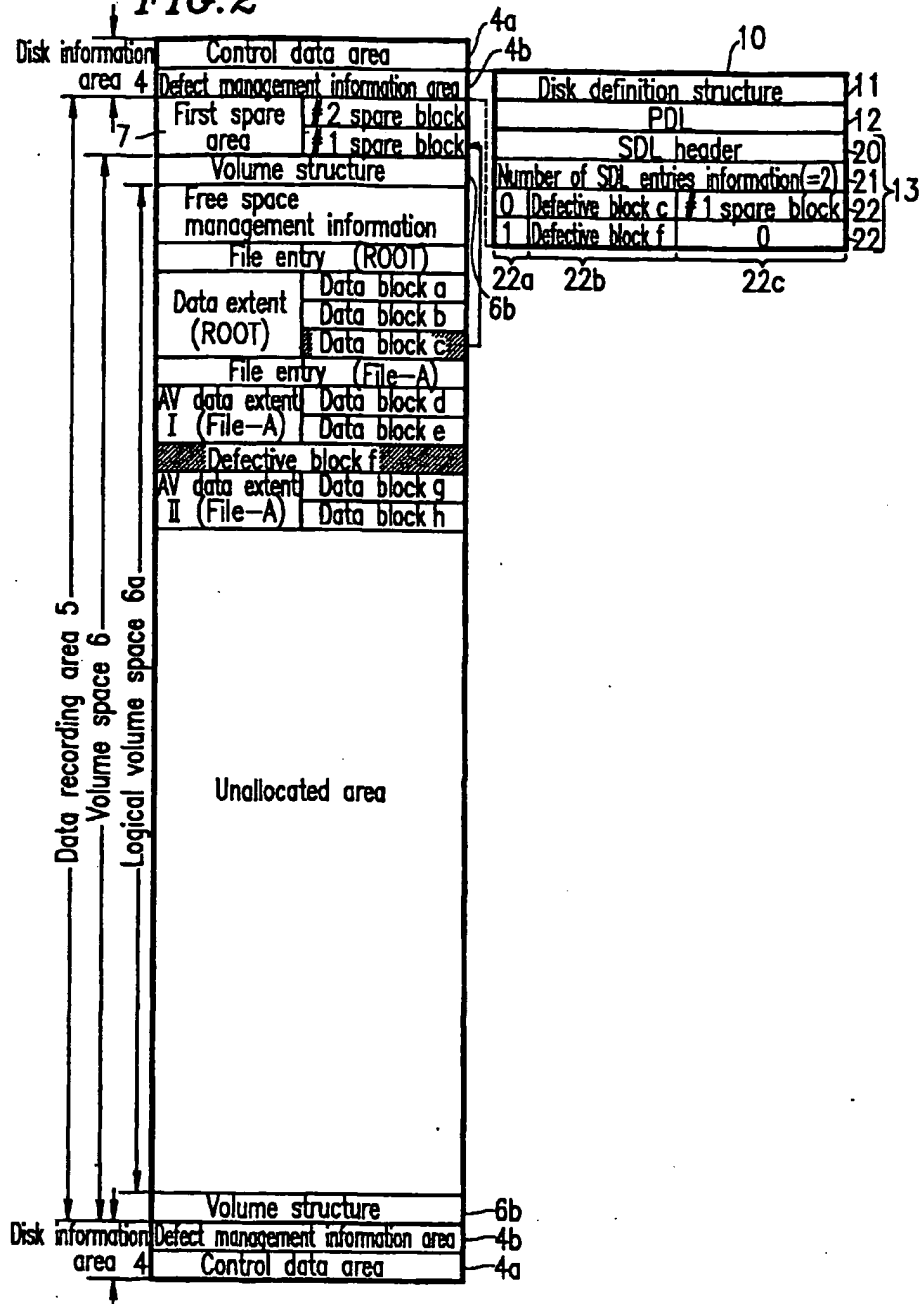 FIG.2
Disk information area 4
Control data area
4a
Defect management information area
4b
7
First spare area
#2 spare block
#1 spare block
Volume structure
6b
Free space management information
File entry (ROOT)
Data extent (ROOT)
Data block a
Data block b
Data block c
File entry (File-A)
AV data extent I (File-A)
Data block d
Data block e
Defective block f
AV data extent II (File-A)
Data block g
Data block h
Unallocated area
Data recording area 5
Volume space 6
Logical volume space 6a
Volume structure
6b
Disk information area 4
Defect management information area
4b
Control data area
4a
10
Disk definition structure
11
PDL
12
SDL header
20
Number of SDL entries information(=2)
21
13
0 Defective block c #1 spare block
22
1 Defective block f 0
22
22a 22b 22c